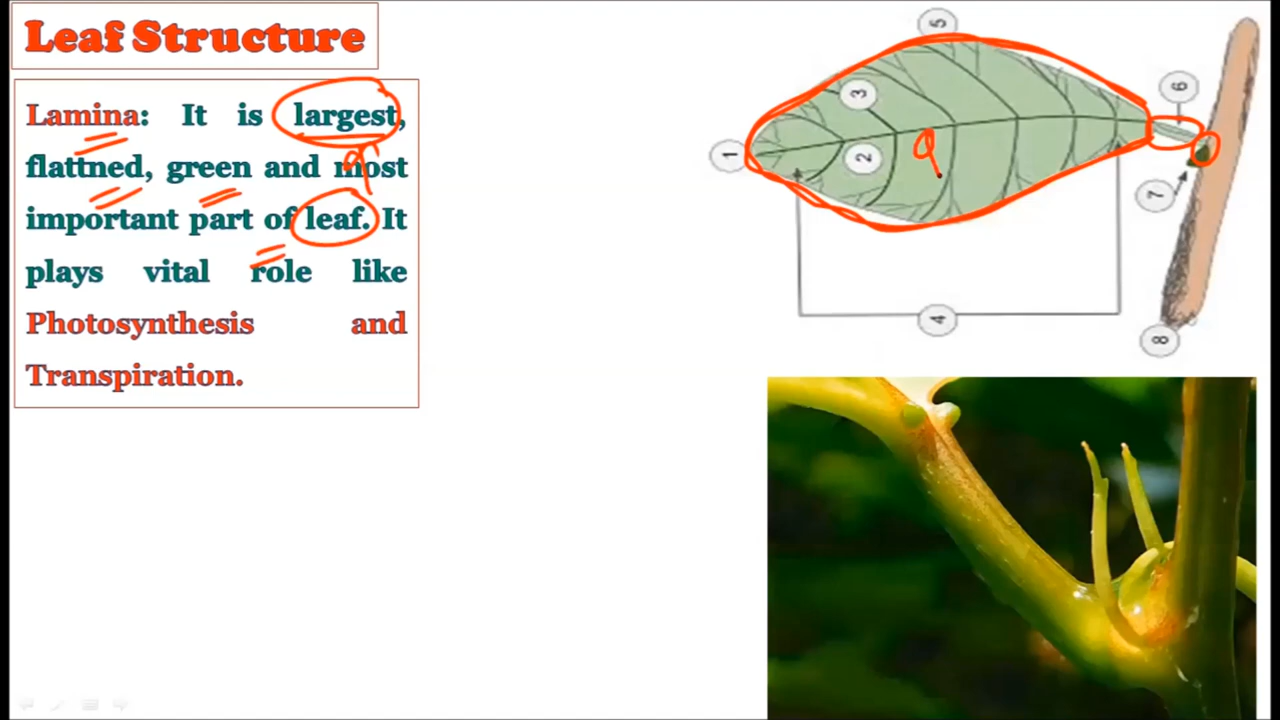 Leaf Structure
Lamina: It is largest,
flattned, green and most
important part of leaf. It
plays vital role like
Photosynthesis and
Transpiration.
5
3
6
1
2
a
7
4
8